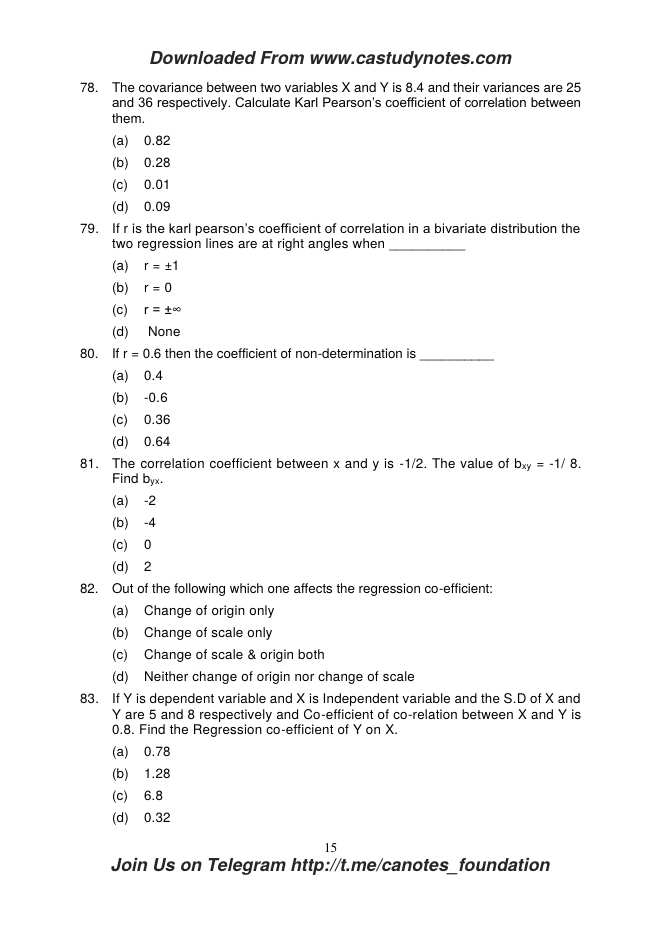 Downloaded From www.castudynotes.com
78. The covariance between two variables X and Y is 8.4 and their variances are 25
and 36 respectively. Calculate Karl Pearson's coefficient of correlation between
them.
(a) 0.82
(b) 0.28
(c) 0.01
(d) 0.09
79. If r is the karl pearson's coefficient of correlation in a bivariate distribution the
two regression lines are at right angles when __________
(a) r = ±1
(b) r = 0
(c) r = ±∞
(d) None
80. If r = 0.6 then the coefficient of non-determination is __________
(a) 0.4
(b) -0.6
(c) 0.36
(d) 0.64
81. The correlation coefficient between x and y is -1/2. The value of bxy = -1/ 8.
Find byx.
(a) -2
(b) -4
(c) 0
(d) 2
82. Out of the following which one affects the regression co-efficient:
(a) Change of origin only
(b) Change of scale only
(c) Change of scale & origin both
(d) Neither change of origin nor change of scale
83. If Y is dependent variable and X is Independent variable and the S.D of X and
Y are 5 and 8 respectively and Co-efficient of co-relation between X and Y is
0.8. Find the Regression co-efficient of Y on X.
(a) 0.78
(b) 1.28
(c) 6.8
(d) 0.32
15
Join Us on Telegram http://t.me/canotes_foundation